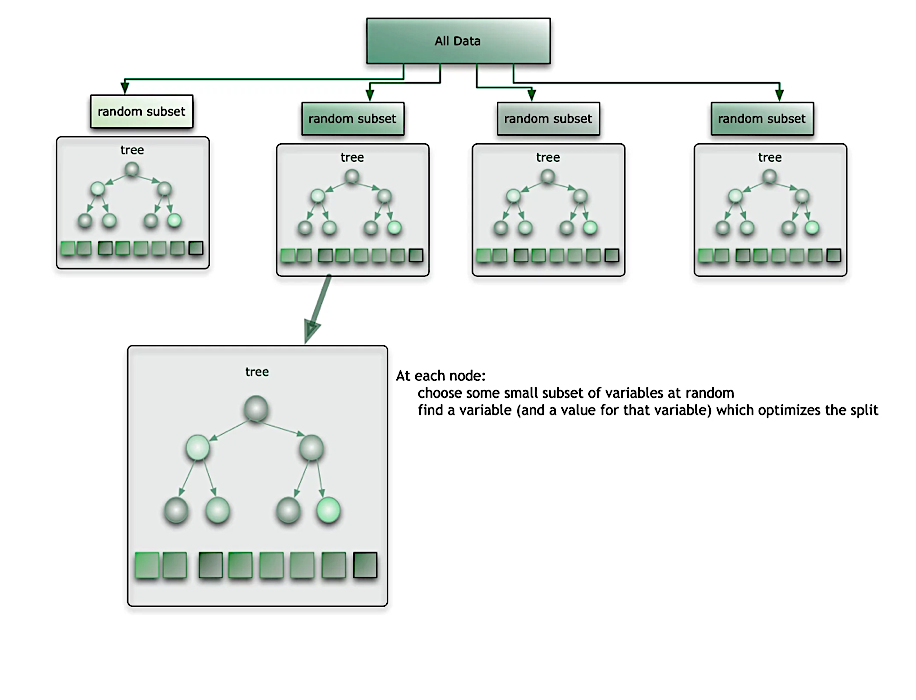 All Data
random subset
random subset
random subset
random subset
tree
tree
tree
tree
tree
At each node:
choose some small subset of variables at random
find a variable (and a value for that variable) which optimizes the split